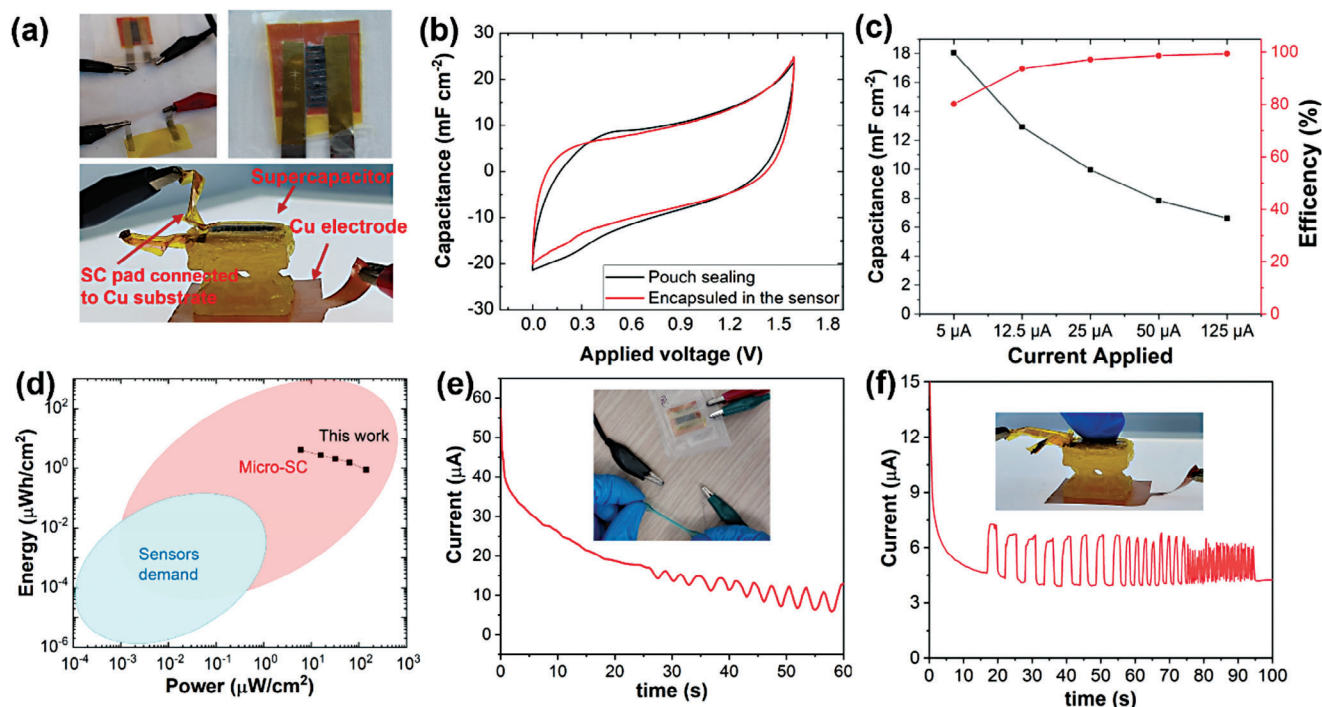 (a)
Supercapacitor
Cu electrode
SC pad connected
to Cu substrate
(b)
Capacitance (mF cm⁻²)
30
25
20
10
0
-10
-20
-30
Pouch sealing
Encapsuled in the sensor
0.0 0.3 0.6 0.9 1.2 1.5 1.8
Applied voltage (V)
(c)
Capacitance (mF cm⁻²)
18
16
14
12
10
8
6
4
2
0
100
80
60
40
20
0
Efficency (%)
5 µA 12.5 µA 25 µA 50 µA 125 µA
Current Applied
(d)
Energy (µWh/cm²)
10²
10⁰
10⁻²
10⁻⁴
10⁻⁶
This work
Micro-SC
Sensors
demand
10⁻⁴ 10⁻³ 10⁻² 10⁻¹ 10⁰ 10¹ 10² 10³
Power (µW/cm²)
(e)
Current (µA)
60
50
40
30
20
10
0
0 10 20 30 40 50 60
time (s)
(f)
Current (µA)
15
12
9
6
3
0
0 10 20 30 40 50 60 70 80 90 100
time (s)